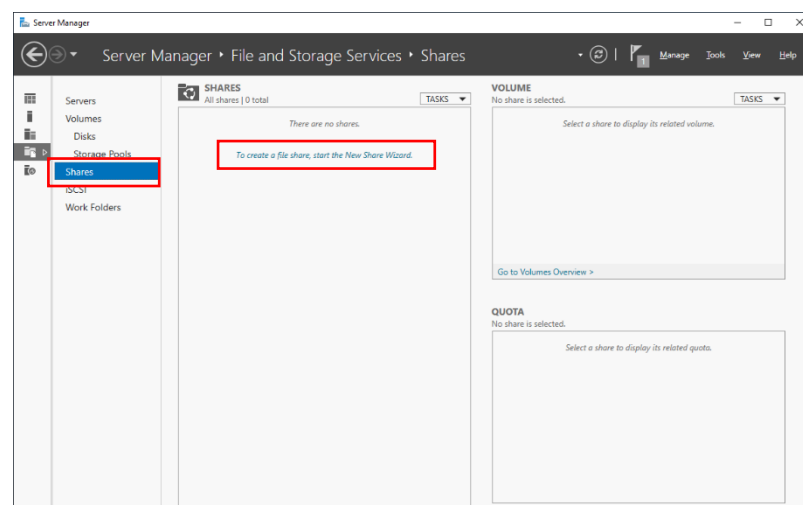 Server Manager
Server Manager • File and Storage Services • Shares
1
Manage Tools View Help
Servers
Volumes
Disks
Storage Pools
Shares
iSCSI
Work Folders
SHARES
All shares | 0 total
TASKS
There are no shares.
To create a file share, start the New Share Wizard.
VOLUME
No share is selected.
TASKS
Select a share to display its related volume.
Go to Volumes Overview >
QUOTA
No share is selected.
Select a share to display its related quota.